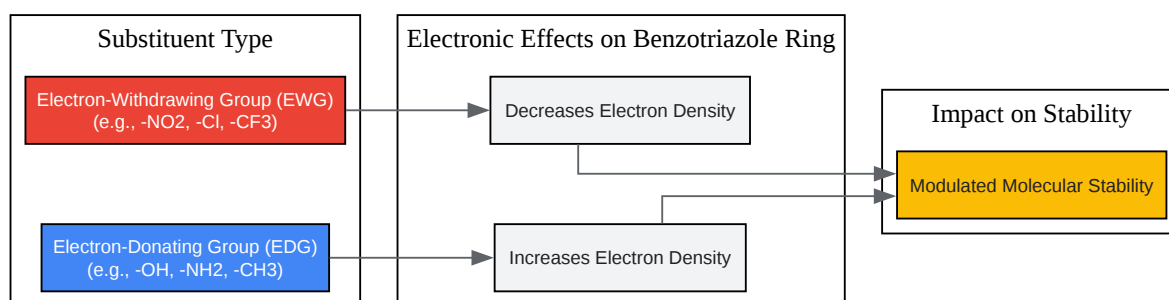 Substituent Type
Electron-Withdrawing Group (EWG)
(e.g., -NO2, -Cl, -CF3)
Electron-Donating Group (EDG)
(e.g., -OH, -NH2, -CH3)
Electronic Effects on Benzotriazole Ring
Decreases Electron Density
Increases Electron Density
Impact on Stability
Modulated Molecular Stability